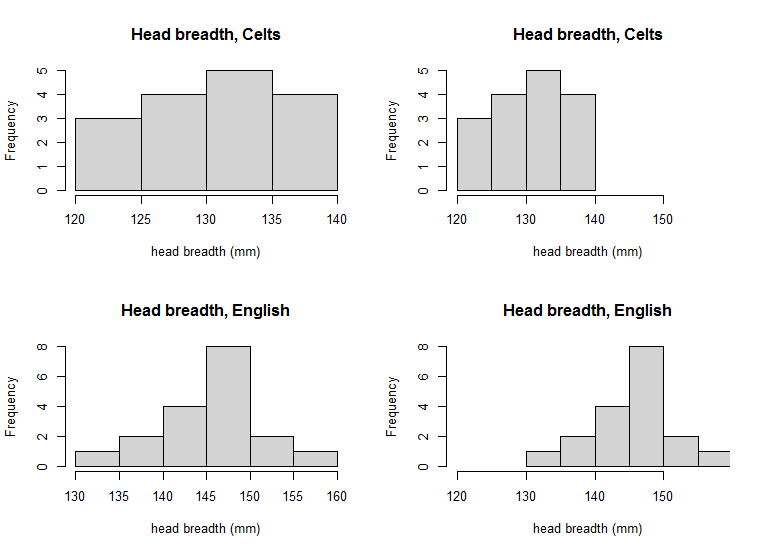 Head breadth, Celts
Frequency
0 1 2 3 4 5
120 125 130 135 140
head breadth (mm)
Head breadth, Celts
Frequency
0 1 2 3 4 5
120 130 140 150
head breadth (mm)
Head breadth, English
Frequency
0 2 4 6 8
130 135 140 145 150 155 160
head breadth (mm)
Head breadth, English
Frequency
0 2 4 6 8
120 130 140 150
head breadth (mm)